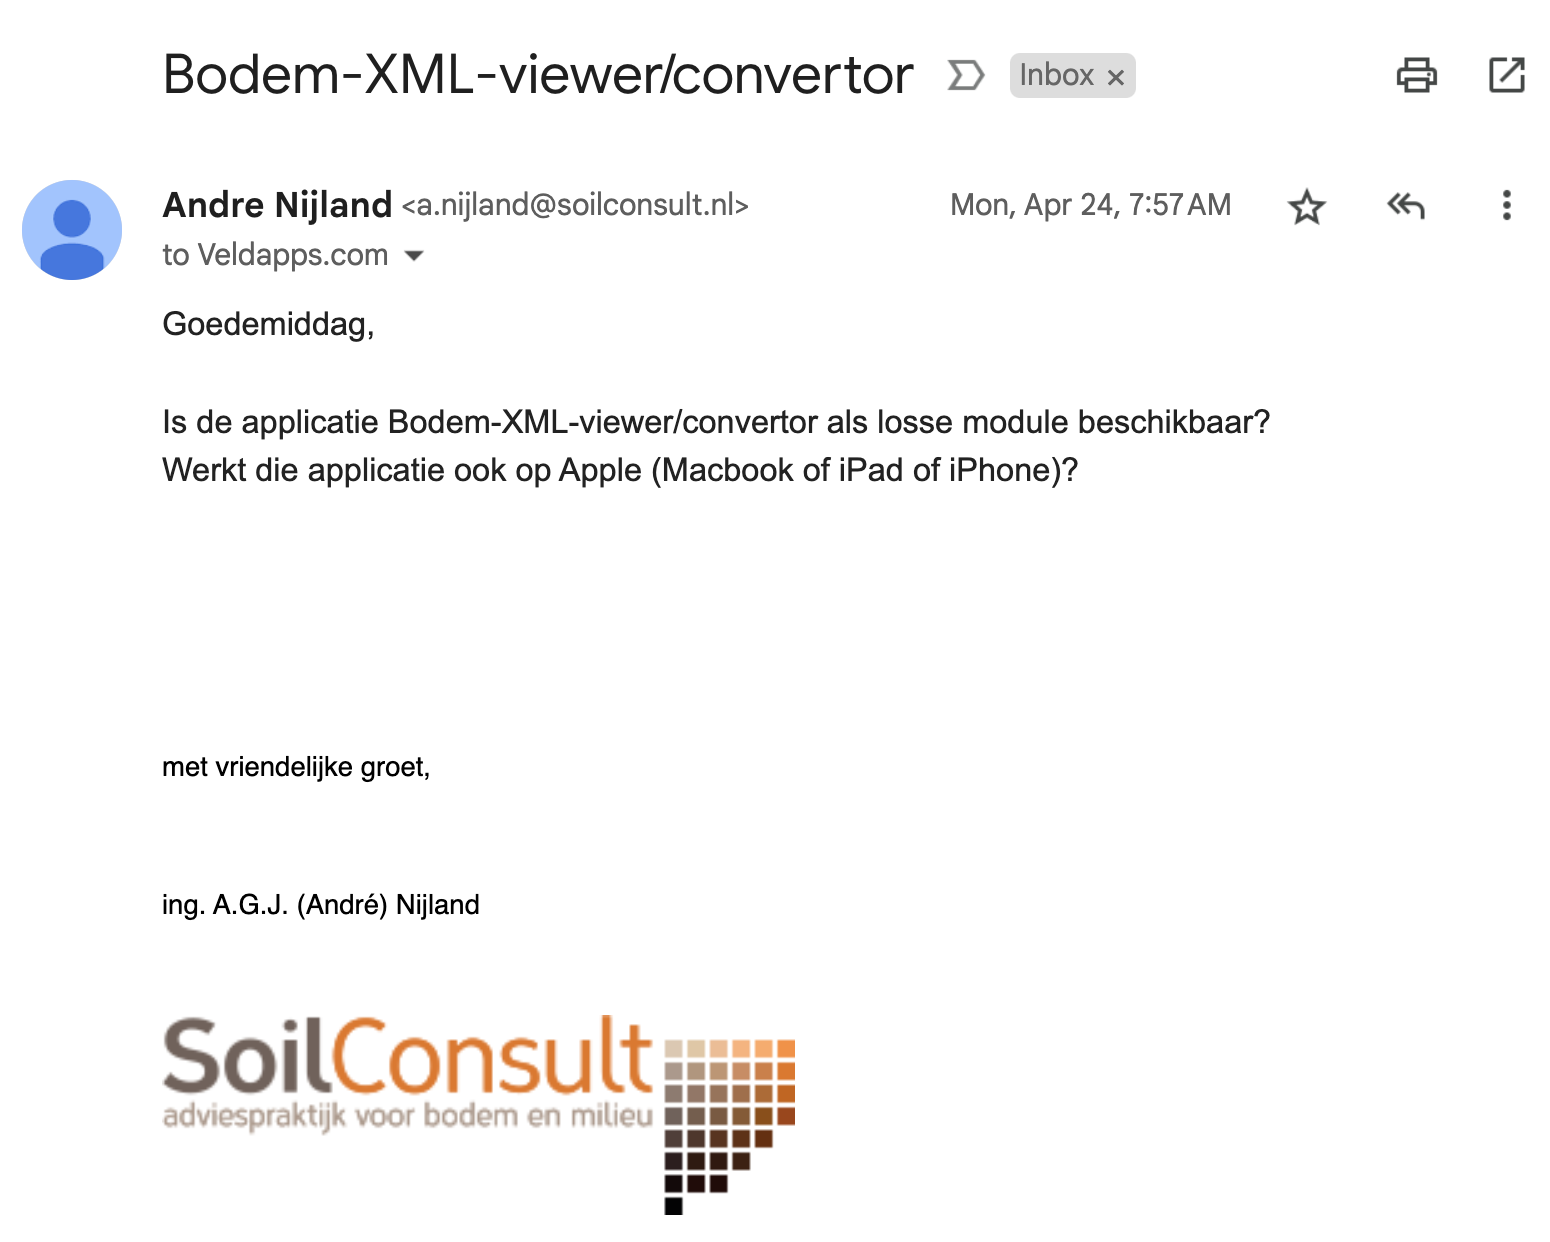 Bodem-XML-viewer/convertor Inbox ×
Andre Nijland <a.nijland@soilconsult.nl> Mon, Apr 24, 7:57 AM
to Veldapps.com
Goedemiddag,
Is de applicatie Bodem-XML-viewer/convertor als losse module beschikbaar?
Werkt die applicatie ook op Apple (Macbook of iPad of iPhone)?
met vriendelijke groet,
ing. A.G.J. (André) Nijland
SoilConsult
adviespraktijk voor bodem en milieu